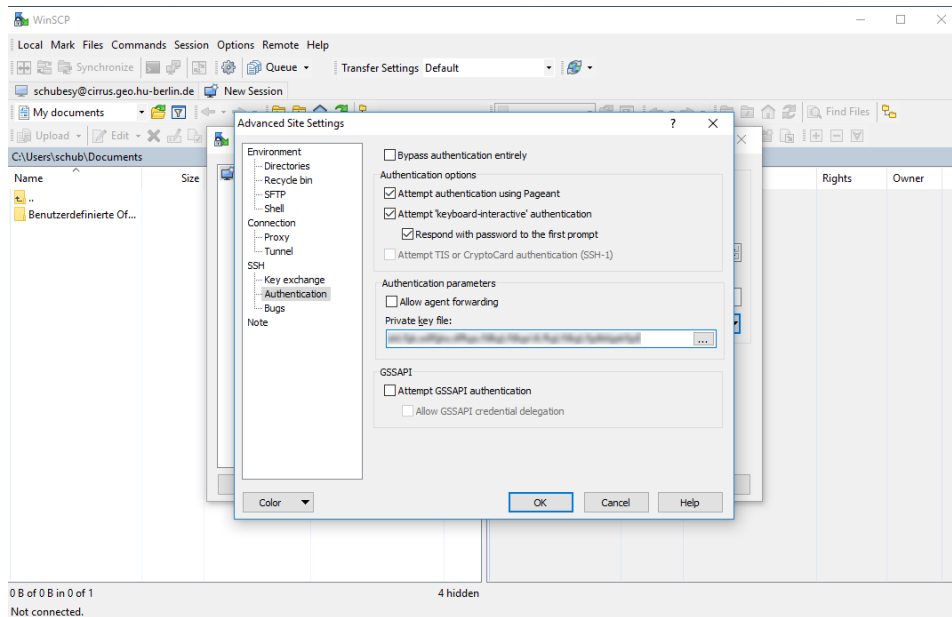 WinSCP
Local Mark Files Commands Session Options Remote Help
Synchronize Queue Transfer Settings Default
schubesy@cirrus.geo.hu-berlin.de New Session
My documents Find Files
Upload Edit
Advanced Site Settings ? X
C:\Users\schub\Documents
Name Size Rights Owner
..
Benutzerdefinierte Of...
Environment
Directories
Recycle bin
SFTP
Shell
Connection
Proxy
Tunnel
SSH
Key exchange
Authentication
Bugs
Note
Bypass authentication entirely
Authentication options
Attempt authentication using Pageant
Attempt 'keyboard-interactive' authentication
Respond with password to the first prompt
Attempt TIS or CryptoCard authentication (SSH-1)
Authentication parameters
Allow agent forwarding
Private key file:
...
GSSAPI
Attempt GSSAPI authentication
Allow GSSAPI credential delegation
Color OK Cancel Help
0 B of 0 B in 0 of 1 4 hidden
Not connected.